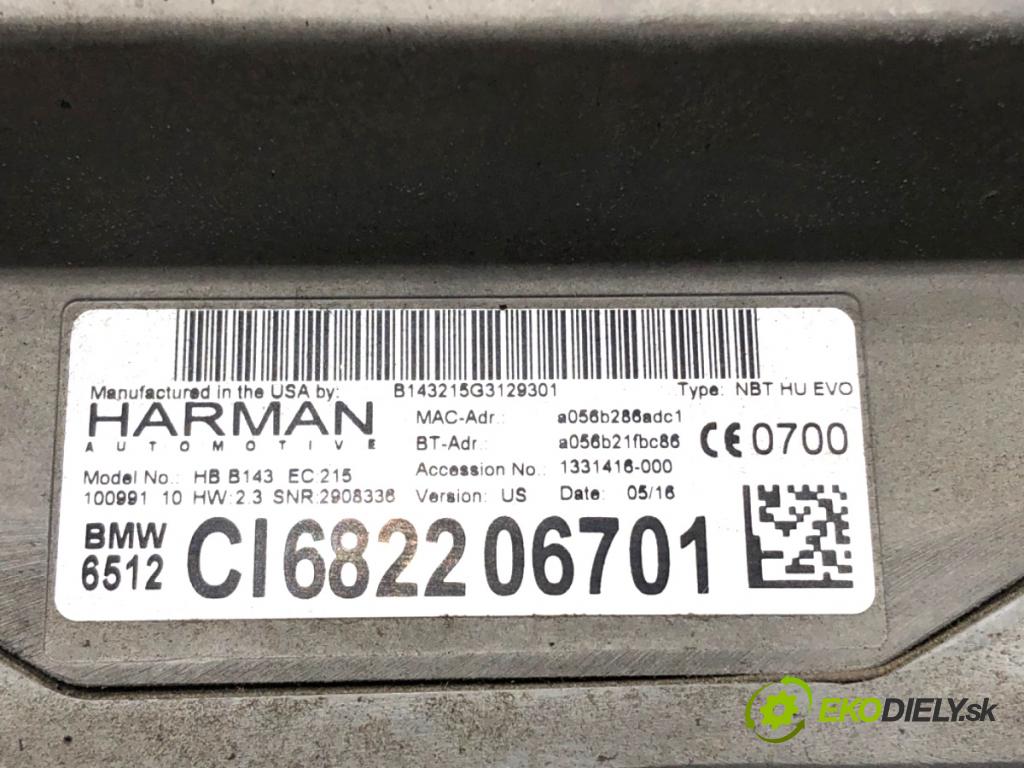 Manufactured in the USA by: B143215G3129301 Type: NBT HU EVO
HARMAN
AUTOMOTIVE
MAC-Adr.: a056b286adc1
BT-Adr.: a056b21fbc86
CE 0700
Model No.: HB B143 EC:215 Accession No.: 1331416-000
100991 10 HW:2.3 SNR:2908336 Version: US Date: 05/16
BMW
6512
CI6822 06701
EKODIELY.sk